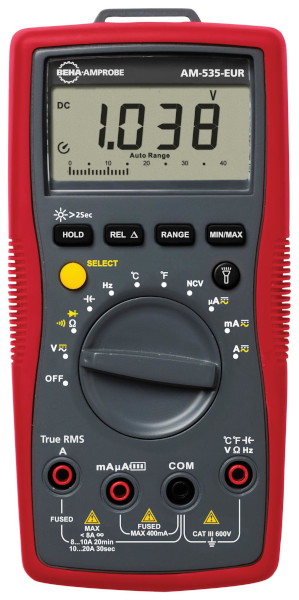 BEHA-AMPROBE AM-535-EUR
DC V
1.038
Auto Range
0 10 20 30 40
>2Sec
HOLD REL Δ RANGE MIN/MAX
SELECT
Hz °C °F NCV
µA
Ω mA
V A
OFF
True RMS °C °F
A mAµA COM V Ω Hz
FUSED MAX FUSED CAT III 600V
< 8A ∞ MAX 400mA
8...10A 20min
10...20A 30sec